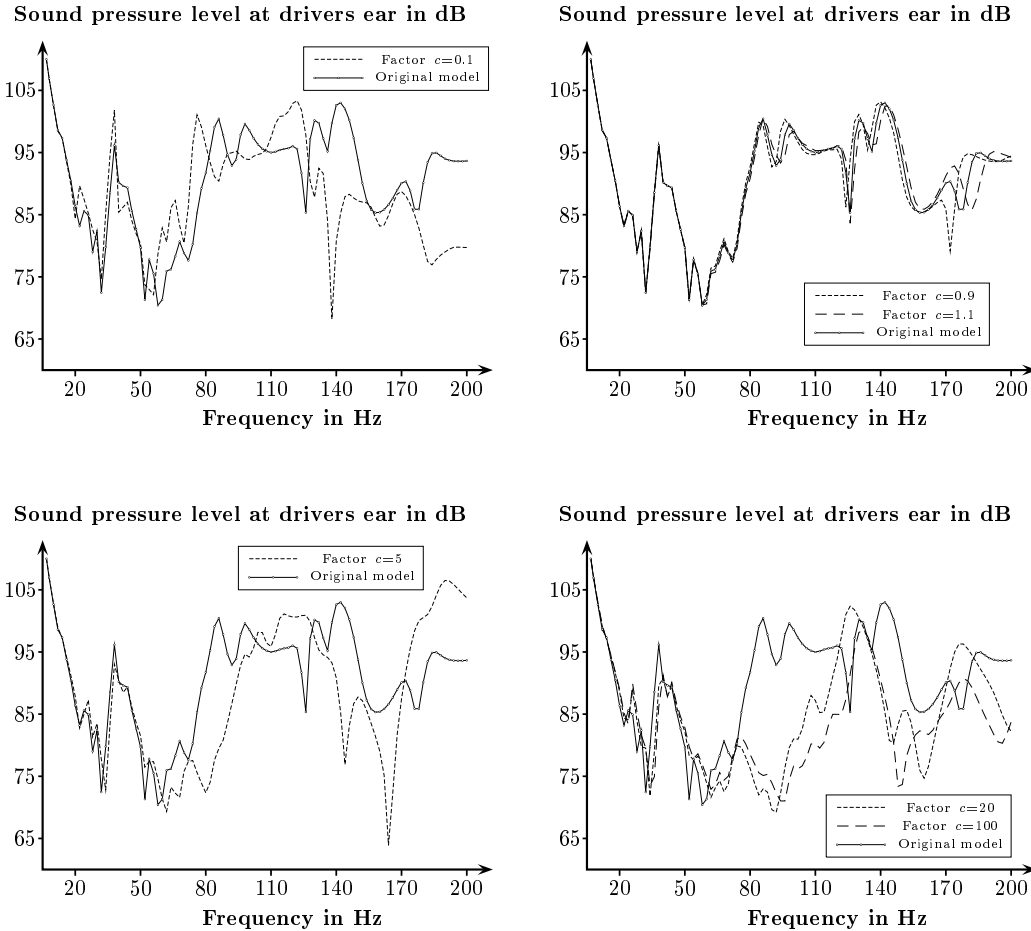 Sound pressure level at drivers ear in dB
Factor c=0.1
Original model
105
95
85
75
65
20 50 80 110 140 170 200
Frequency in Hz
Sound pressure level at drivers ear in dB
105
95
85
75
65
Factor c=0.9
Factor c=1.1
Original model
20 50 80 110 140 170 200
Frequency in Hz
Sound pressure level at drivers ear in dB
Factor c=5
Original model
105
95
85
75
65
20 50 80 110 140 170 200
Frequency in Hz
Sound pressure level at drivers ear in dB
105
95
85
75
65
Factor c=20
Factor c=100
Original model
20 50 80 110 140 170 200
Frequency in Hz